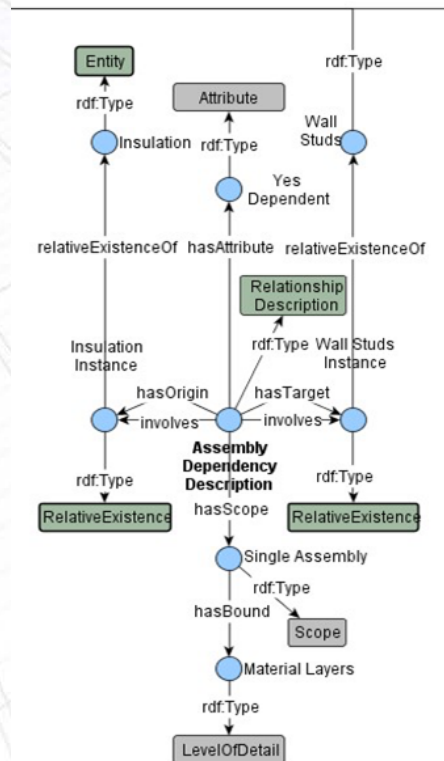 rdf:Type
Entity
rdf:Type
Attribute
Insulation
rdf:Type
Wall
Studs
Yes
Dependent
relativeExistenceOf
hasAttribute
relativeExistenceOf
Relationship
Description
rdf:Type
Insulation
Instance
Wall Studs
Instance
hasOrigin
hasTarget
involves
involves
Assembly
Dependency
Description
rdf:Type
rdf:Type
RelativeExistence
hasScope
RelativeExistence
Single Assembly
rdf:Type
hasBound
Scope
Material Layers
rdf:Type
LevelOfDetail